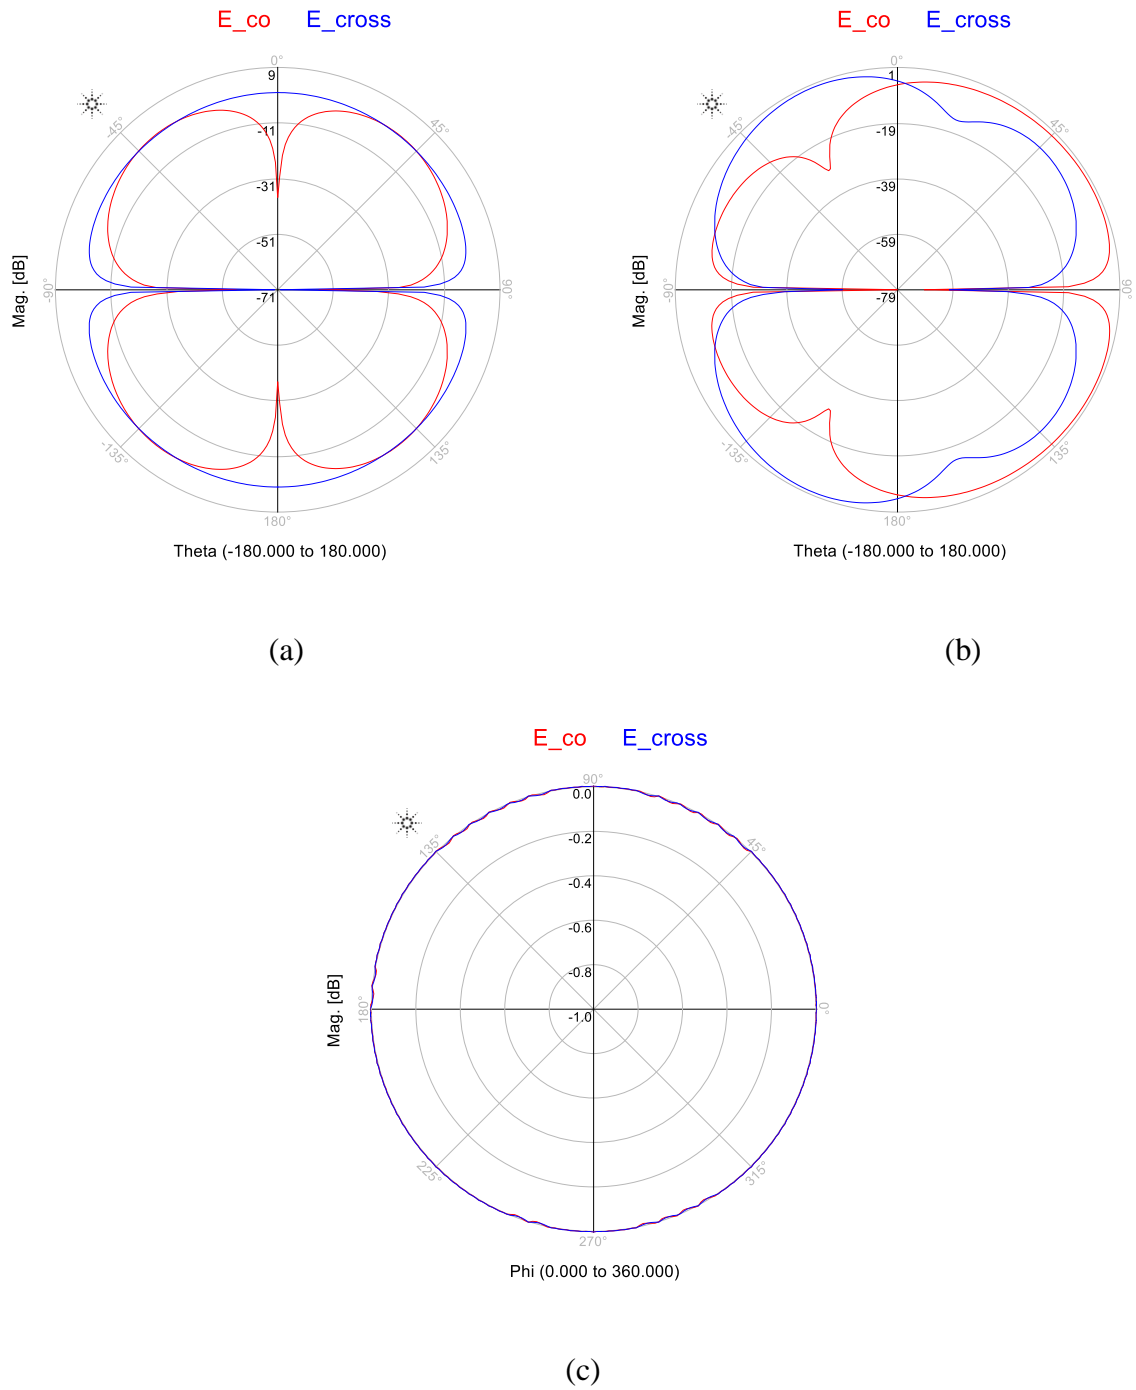 E_co E_cross
0°
9
-45° 45°
-11
-31
-51
-90° -71 90°
Mag. [dB]
-135° 135°
180°
Theta (-180.000 to 180.000)
(a)
E_co E_cross
0°
1
-45° 45°
-19
-39
-59
-90° -79 90°
Mag. [dB]
-135° 135°
180°
Theta (-180.000 to 180.000)
(b)
E_co E_cross
90°
0.0
135° 45°
-0.2
-0.4
-0.6
-0.8
180° -1.0 0°
Mag. [dB]
225° 315°
270°
Phi (0.000 to 360.000)
(c)